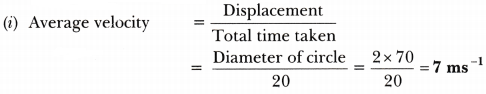 (i) Average velocity = Displacement / Total time taken
= Diameter of circle / 20 = 2 × 70 / 20 = 7 ms⁻¹